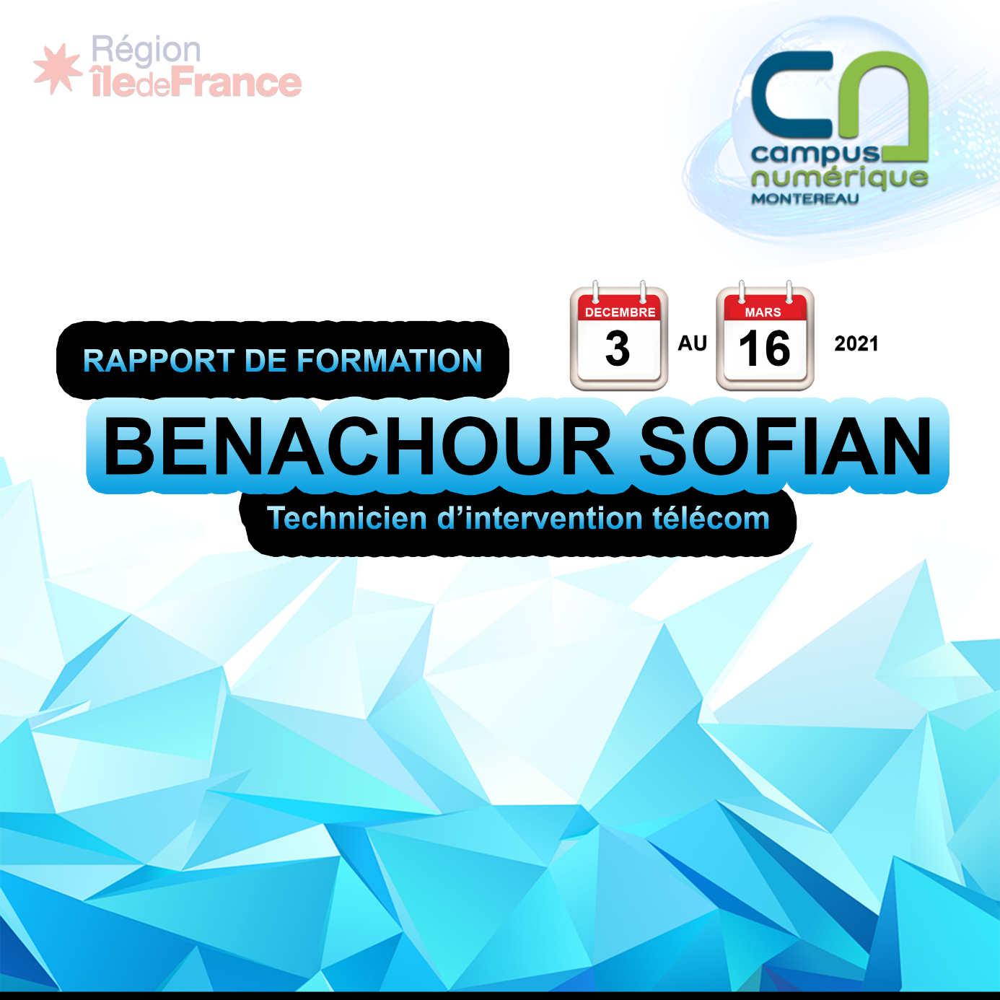 Région
îledeFrance
cn
campus
numérique
MONTEREAU
DECEMBRE
3
AU
MARS
16
2021
RAPPORT DE FORMATION
BENACHOUR SOFIAN
Technicien d’intervention télécom